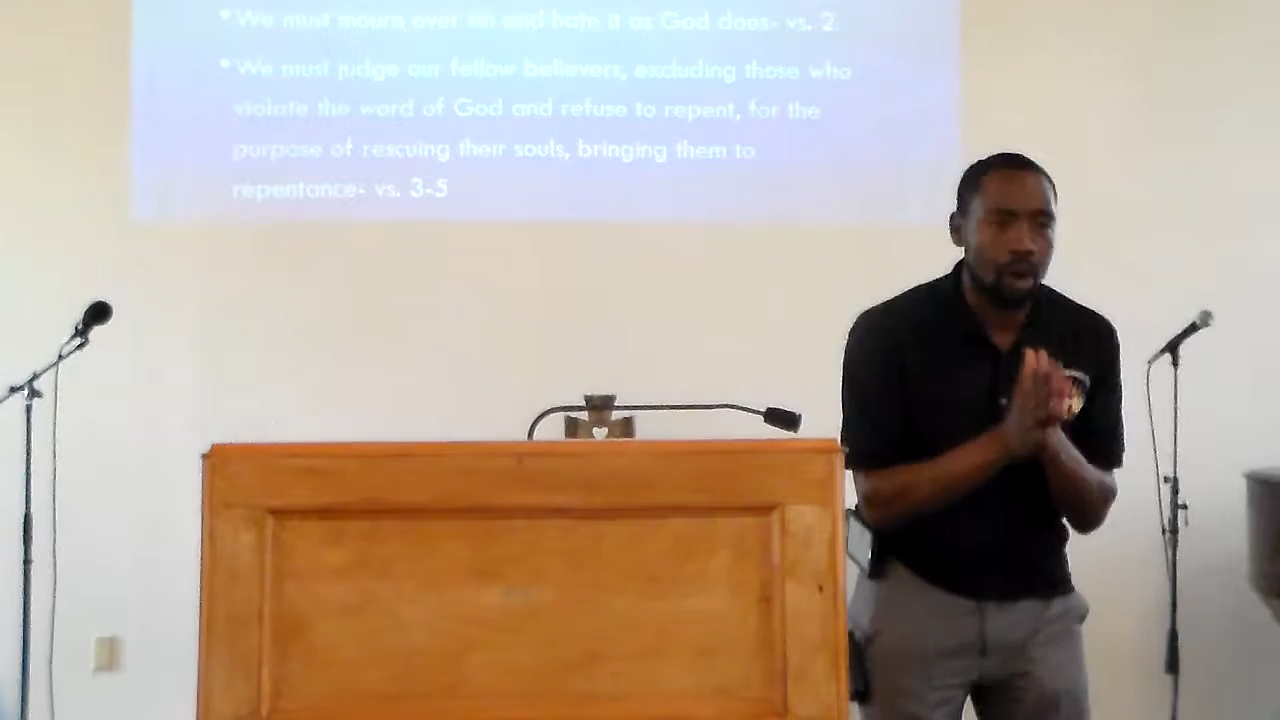 * We must mourn over sin and hate it as God does- vs. 2
* We must judge our fellow believers, excluding those who
violate the word of God and refuse to repent, for the
purpose of rescuing their souls, bringing them to
repentance- vs. 3-5